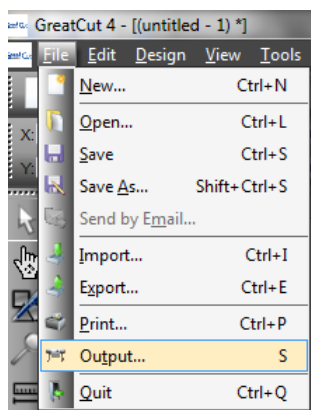 GreatCut 4 - [(untitled - 1) *]
File Edit Design View Tools
New... Ctrl+N
Open... Ctrl+L
X:
Save Ctrl+S
Y:
Save As... Shift+Ctrl+S
Send by Email...
Import... Ctrl+I
Export... Ctrl+E
Print... Ctrl+P
Output... S
Quit Ctrl+Q